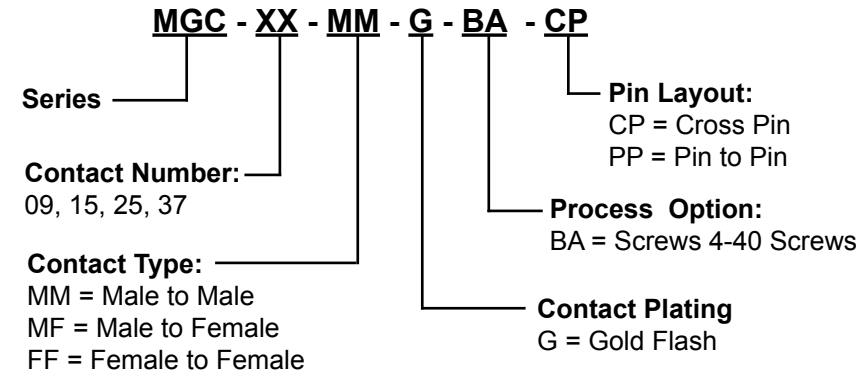 MGC - XX - MM - G - BA - CP
Series
Contact Number:
09, 15, 25, 37
Contact Type:
MM = Male to Male
MF = Male to Female
FF = Female to Female
Pin Layout:
CP = Cross Pin
PP = Pin to Pin
Process Option:
BA = Screws 4-40 Screws
Contact Plating
G = Gold Flash